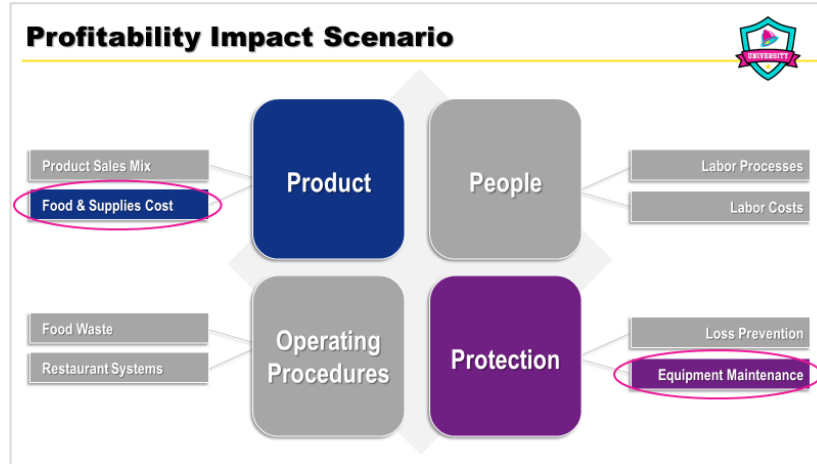 Profitability Impact Scenario
UNIVERSITY
Product Sales Mix
Food & Supplies Cost
Product
People
Labor Processes
Labor Costs
Food Waste
Restaurant Systems
Operating
Procedures
Protection
Loss Prevention
Equipment Maintenance